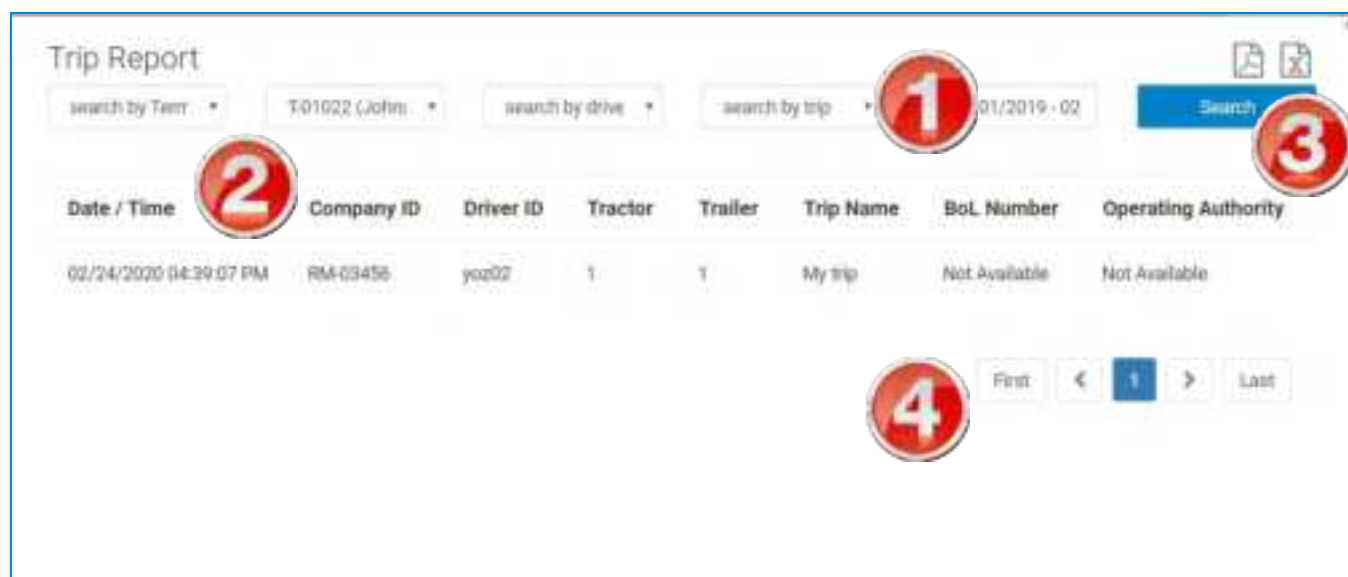 Trip Report
search by Term T-01022 (John: search by drive search by trip 01/2019 - 02 Search
1
2
3
Date / Time Company ID Driver ID Tractor Trailer Trip Name BoL Number Operating Authority
02/24/2020 04:39:07 PM RM-03456 yoz02 1 1 My trip Not Available Not Available
4 First < 1 > Last